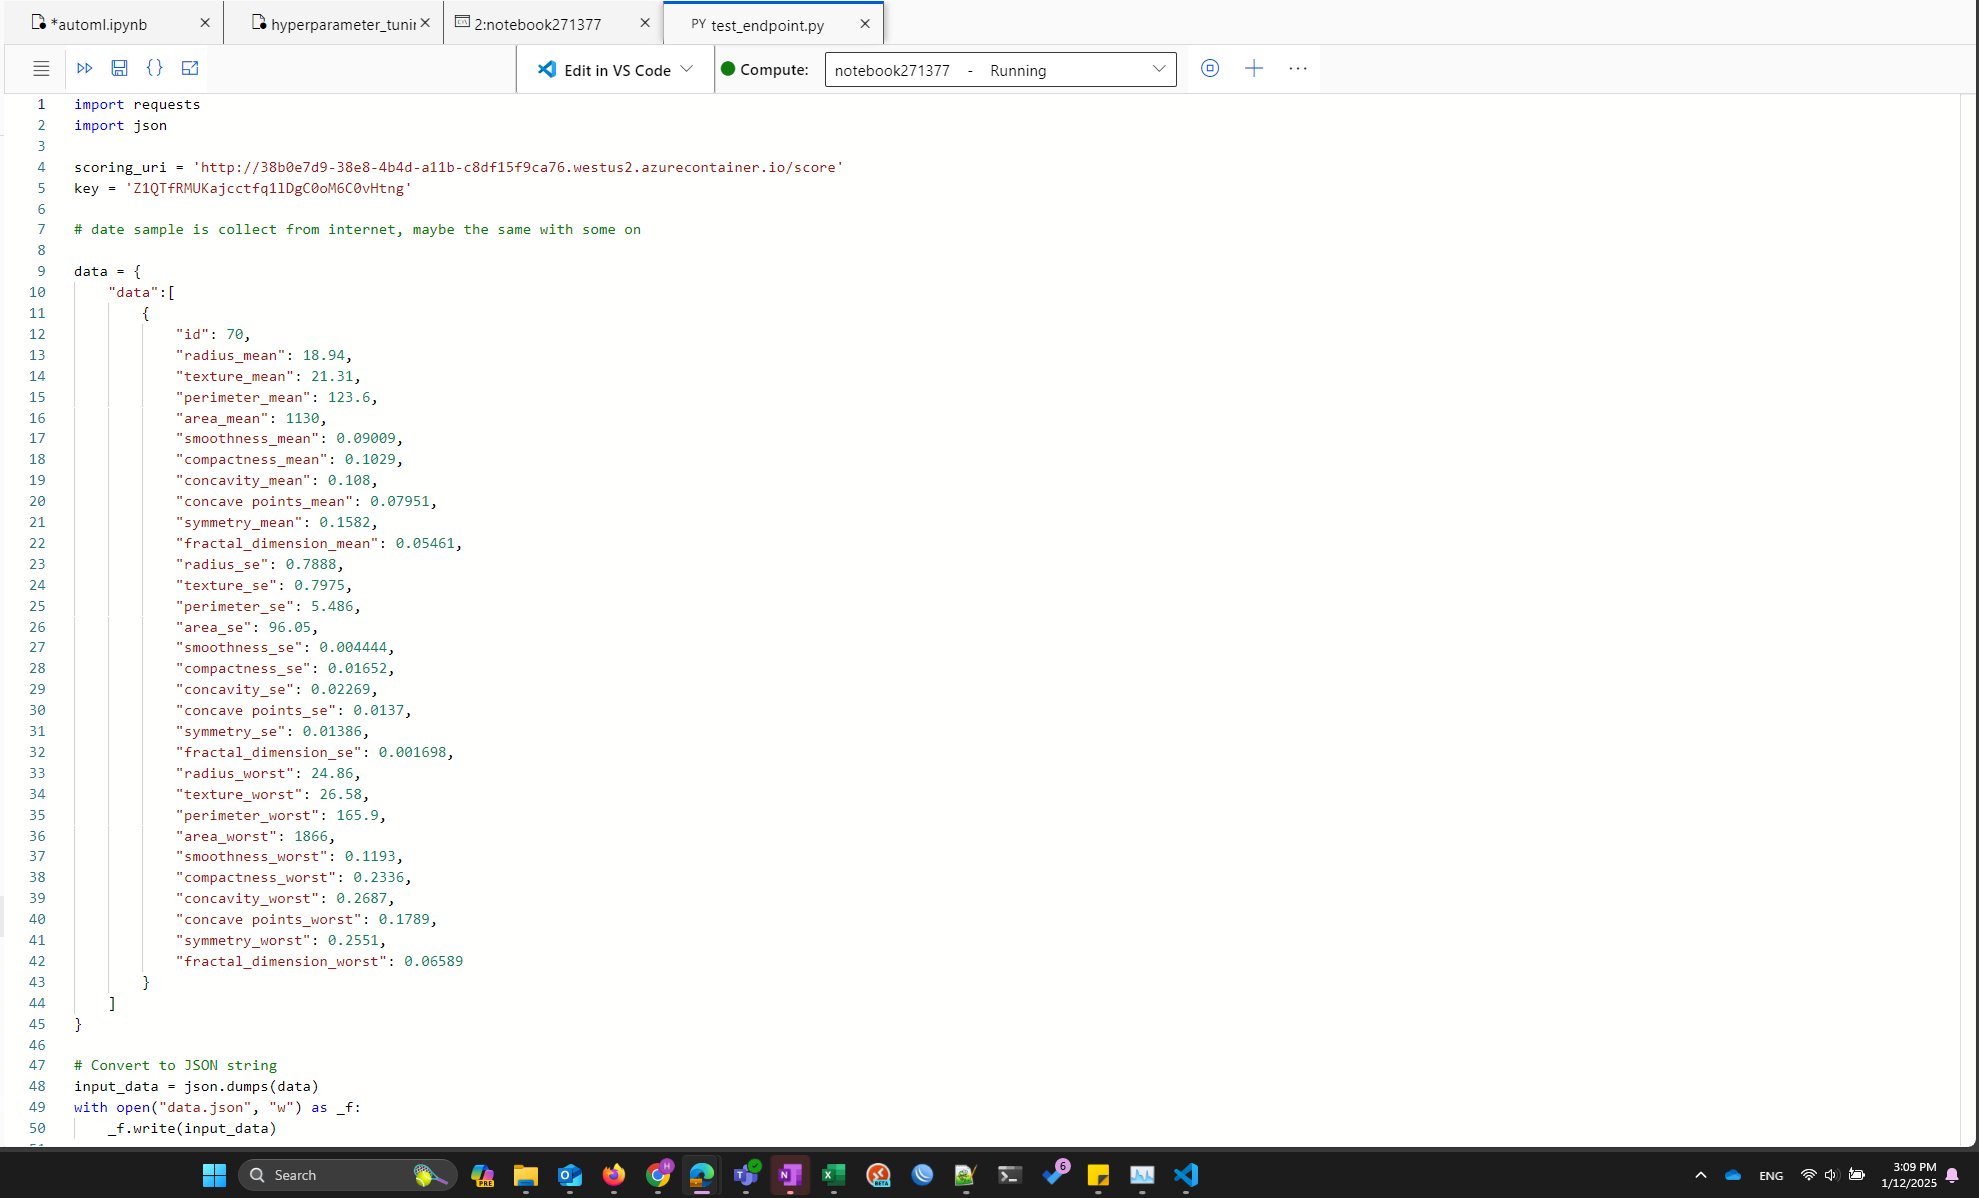 *automl.ipynb
hyperparameter_tunir
2:notebook271377
PY test_endpoint.py
Edit in VS Code
Compute:
notebook271377 - Running
1 import requests
2 import json
3
4 scoring_uri = 'http://38b0e7d9-38e8-4b4d-a11b-c8df15f9ca76.westus2.azurecontainer.io/score'
5 key = 'Z1QTfRMUKajcctfq1lDgC0oM6C0vHtng'
6
7 # date sample is collect from internet, maybe the same with some on
8
9 data = {
10 "data":[
11 {
12 "id": 70,
13 "radius_mean": 18.94,
14 "texture_mean": 21.31,
15 "perimeter_mean": 123.6,
16 "area_mean": 1130,
17 "smoothness_mean": 0.09009,
18 "compactness_mean": 0.1029,
19 "concavity_mean": 0.108,
20 "concave points_mean": 0.07951,
21 "symmetry_mean": 0.1582,
22 "fractal_dimension_mean": 0.05461,
23 "radius_se": 0.7888,
24 "texture_se": 0.7975,
25 "perimeter_se": 5.486,
26 "area_se": 96.05,
27 "smoothness_se": 0.004444,
28 "compactness_se": 0.01652,
29 "concavity_se": 0.02269,
30 "concave points_se": 0.0137,
31 "symmetry_se": 0.01386,
32 "fractal_dimension_se": 0.001698,
33 "radius_worst": 24.86,
34 "texture_worst": 26.58,
35 "perimeter_worst": 165.9,
36 "area_worst": 1866,
37 "smoothness_worst": 0.1193,
38 "compactness_worst": 0.2336,
39 "concavity_worst": 0.2687,
40 "concave points_worst": 0.1789,
41 "symmetry_worst": 0.2551,
42 "fractal_dimension_worst": 0.06589
43 }
44 ]
45 }
46
47 # Convert to JSON string
48 input_data = json.dumps(data)
49 with open("data.json", "w") as _f:
50 _f.write(input_data)
Search
PRE
H
BETA
6
ENG
3:09 PM
1/12/2025